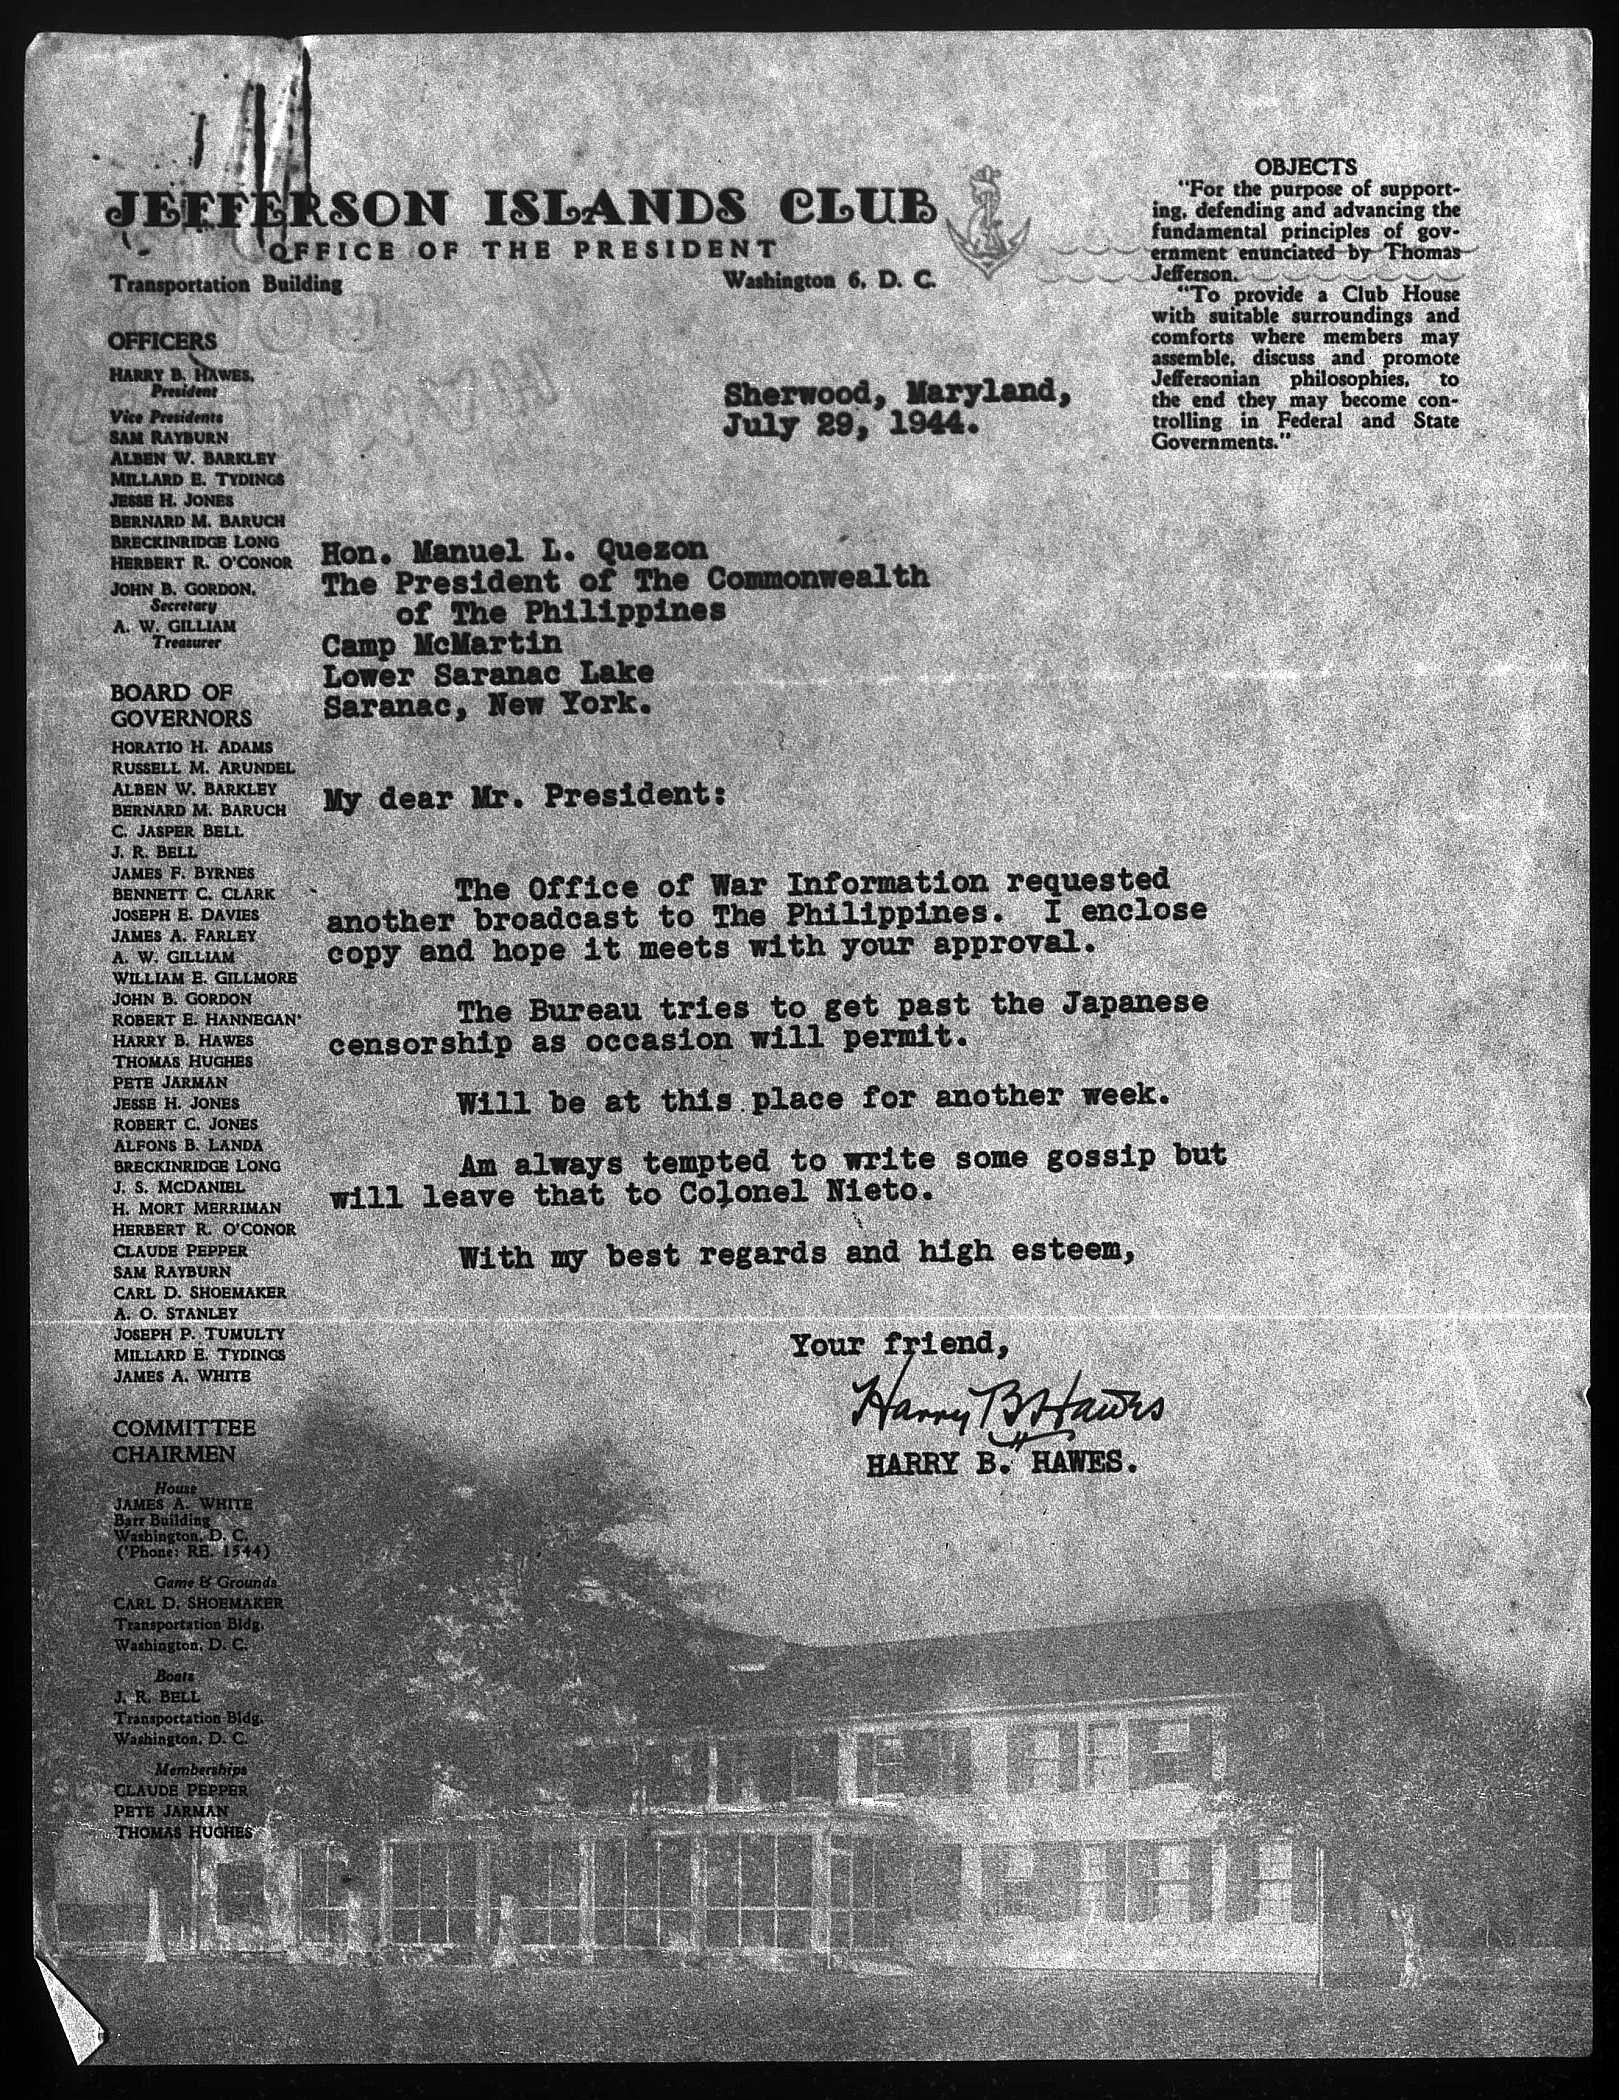 JEFFERSON ISLANDS CLUB
OFFICE OF THE PRESIDENT
Transportation Building
Washington 6, D. C.
OBJECTS
"For the purpose of support-
ing, defending and advancing the
fundamental principles of gov-
ernment enunciated by Thomas
Jefferson.
"To provide a Club House
with suitable surroundings and
comforts where members may
assemble, discuss and promote
Jeffersonian philosophies, to
the end they may become con-
trolling in Federal and State
Governments."
OFFICERS
HARRY B. HAWES,
President
Vice Presidents
SAM RAYBURN
ALBEN W. BARKLEY
MILLARD E. TYDINGS
JESSE H. JONES
BERNARD M. BARUCH
BRECKINRIDGE LONG
HERBERT R. O'CONOR
JOHN B. GORDON,
Secretary
A. W. GILLIAM
Treasurer
BOARD OF
GOVERNORS
HORATIO H. ADAMS
RUSSELL M. ARUNDEL
ALBEN W. BARKLEY
BERNARD M. BARUCH
C. JASPER BELL
J. R. BELL
JAMES F. BYRNES
BENNETT C. CLARK
JOSEPH E. DAVIES
JAMES A. FARLEY
A. W. GILLIAM
WILLIAM E. GILLMORE
JOHN B. GORDON
ROBERT E. HANNEGAN
HARRY B. HAWES
THOMAS HUGHES
PETE JARMAN
JESSE H. JONES
ROBERT C. JONES
ALFONS B. LANDA
BRECKINRIDGE LONG
J. S. MCDANIEL
H. MORT MERRIMAN
HERBERT R. O'CONOR
CLAUDE PEPPER
SAM RAYBURN
CARL D. SHOEMAKER
A. O. STANLEY
JOSEPH P. TUMULTY
MILLARD E. TYDINGS
JAMES A. WHITE
COMMITTEE
CHAIRMEN
House
JAMES A. WHITE
Barr Building
Washington, D. C.
('Phone: RE. 1544)
Game & Grounds
CARL D. SHOEMAKER
Transportation Bldg.
Washington, D. C.
Boats
J. R. BELL
Transportation Bldg.
Washington, D. C.
Memberships
CLAUDE PEPPER
PETE JARMAN
THOMAS HUGHES
Sherwood, Maryland,
July 29, 1944.
Hon. Manuel L. Quezon
The President of The Commonwealth
of The Philippines
Camp McMartin
Lower Saranac Lake
Saranac, New York.
My dear Mr. President:
The Office of War Information requested
another broadcast to The Philippines. I enclose
copy and hope it meets with your approval.
The Bureau tries to get past the Japanese
censorship as occasion will permit.
Will be at this place for another week.
Am always tempted to write some gossip but
will leave that to Colonel Nieto.
With my best regards and high esteem,
Your friend,
Harry B Hawes
HARRY B. HAWES.